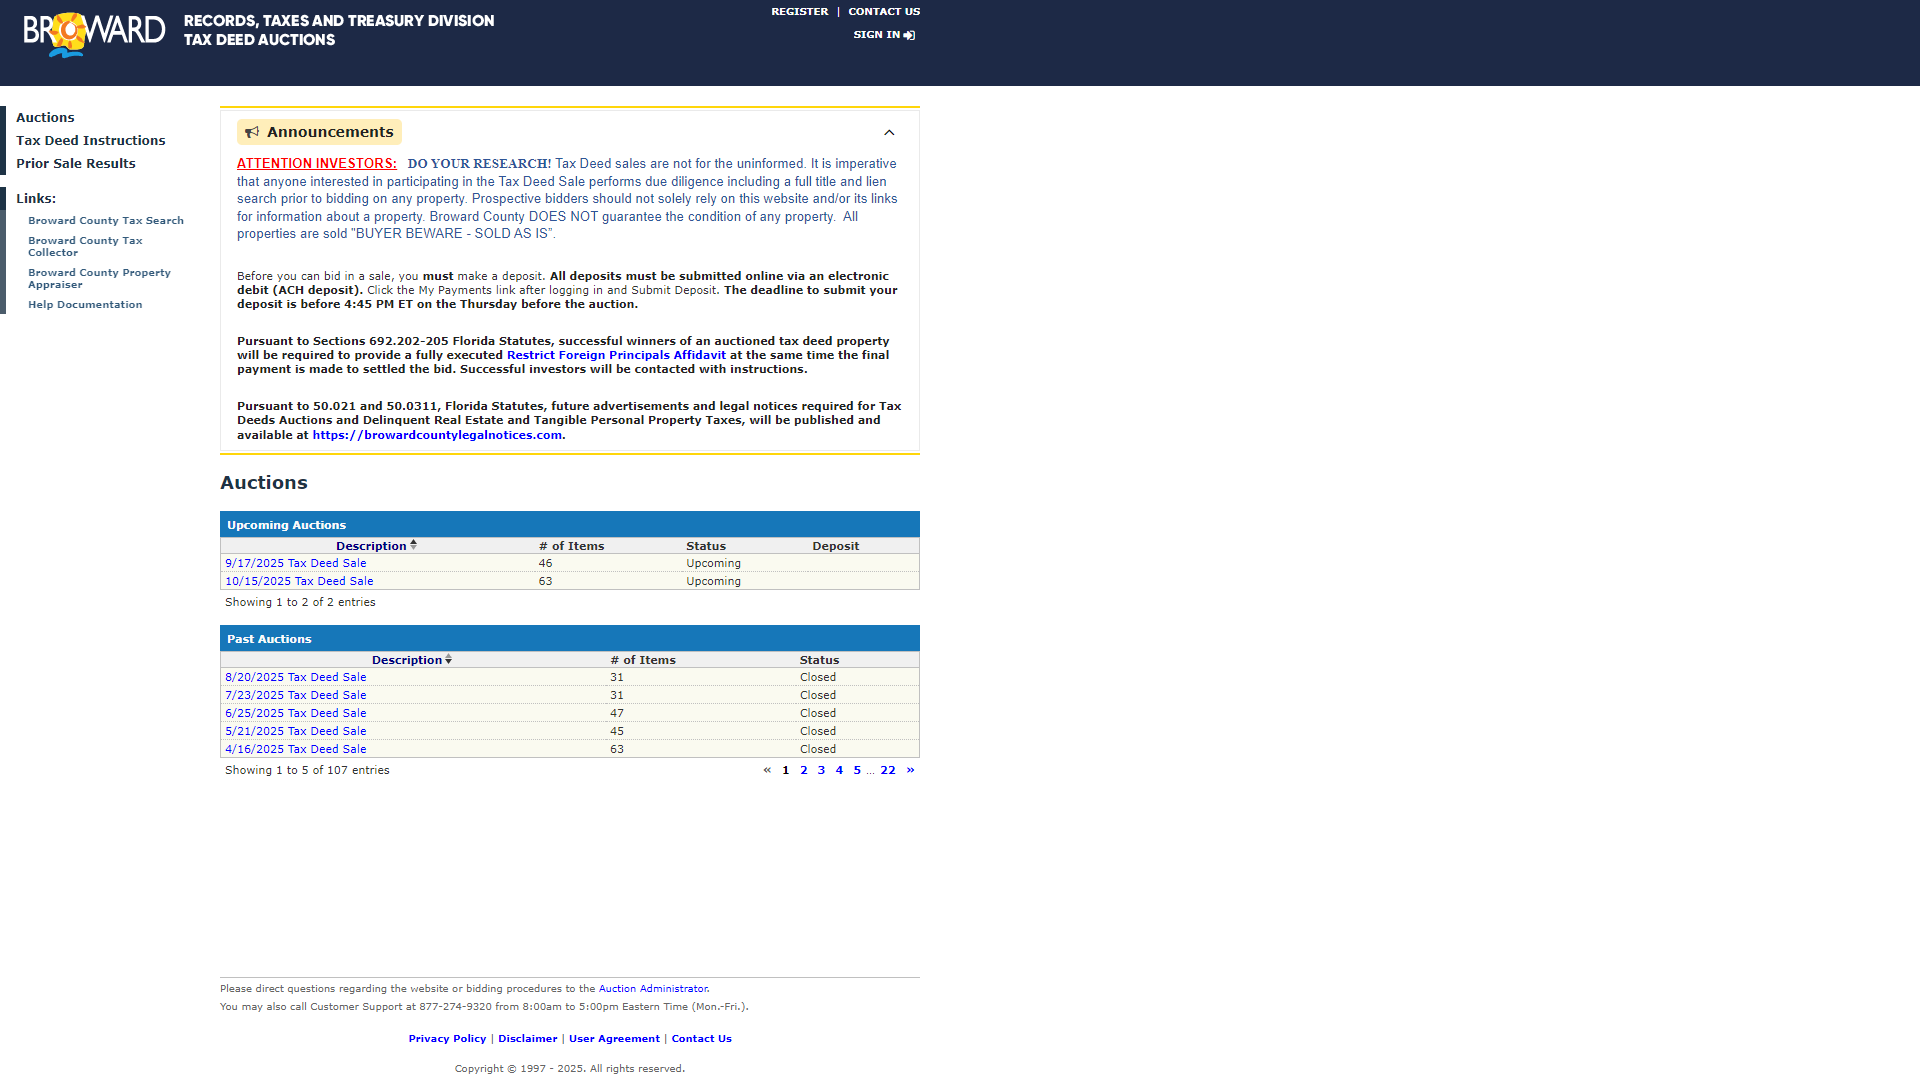 BROWARD
RECORDS, TAXES AND TREASURY DIVISION
TAX DEED AUCTIONS
REGISTER | CONTACT US
SIGN IN
Auctions
Tax Deed Instructions
Prior Sale Results
Links:
Broward County Tax Search
Broward County Tax
Collector
Broward County Property
Appraiser
Help Documentation
Announcements
ATTENTION INVESTORS: DO YOUR RESEARCH! Tax Deed sales are not for the uninformed. It is imperative
that anyone interested in participating in the Tax Deed Sale performs due diligence including a full title and lien
search prior to bidding on any property. Prospective bidders should not solely rely on this website and/or its links
for information about a property. Broward County DOES NOT guarantee the condition of any property.  All
properties are sold "BUYER BEWARE - SOLD AS IS".
Before you can bid in a sale, you must make a deposit. All deposits must be submitted online via an electronic
debit (ACH deposit). Click the My Payments link after logging in and Submit Deposit. The deadline to submit your
deposit is before 4:45 PM ET on the Thursday before the auction.
Pursuant to Sections 692.202-205 Florida Statutes, successful winners of an auctioned tax deed property
will be required to provide a fully executed Restrict Foreign Principals Affidavit at the same time the final
payment is made to settled the bid. Successful investors will be contacted with instructions.
Pursuant to 50.021 and 50.0311, Florida Statutes, future advertisements and legal notices required for Tax
Deeds Auctions and Delinquent Real Estate and Tangible Personal Property Taxes, will be published and
available at https://browardcountylegalnotices.com.
Auctions
Upcoming Auctions
Description # of Items Status Deposit
9/17/2025 Tax Deed Sale 46 Upcoming
10/15/2025 Tax Deed Sale 63 Upcoming
Showing 1 to 2 of 2 entries
Past Auctions
Description # of Items Status
8/20/2025 Tax Deed Sale 31 Closed
7/23/2025 Tax Deed Sale 31 Closed
6/25/2025 Tax Deed Sale 47 Closed
5/21/2025 Tax Deed Sale 45 Closed
4/16/2025 Tax Deed Sale 63 Closed
Showing 1 to 5 of 107 entries « 1 2 3 4 5 ... 22 »
Please direct questions regarding the website or bidding procedures to the Auction Administrator.
You may also call Customer Support at 877-274-9320 from 8:00am to 5:00pm Eastern Time (Mon.-Fri.).
Privacy Policy | Disclaimer | User Agreement | Contact Us
Copyright © 1997 - 2025. All rights reserved.